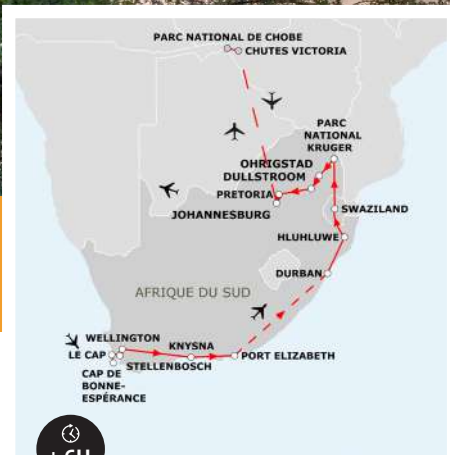 PARC NATIONAL DE CHOBE
CHUTES VICTORIA
PARC
NATIONAL
KRUGER
OHRIGSTAD
DULLSTROOM
PRETORIA
JOHANNESBURG
SWAZILAND
HLUHLUWE
DURBAN
AFRIQUE DU SUD
WELLINGTON
KNYSNA
LE CAP
PORT ELIZABETH
STELLENBOSCH
CAP DE
BONNE-
ESPÉRANCE